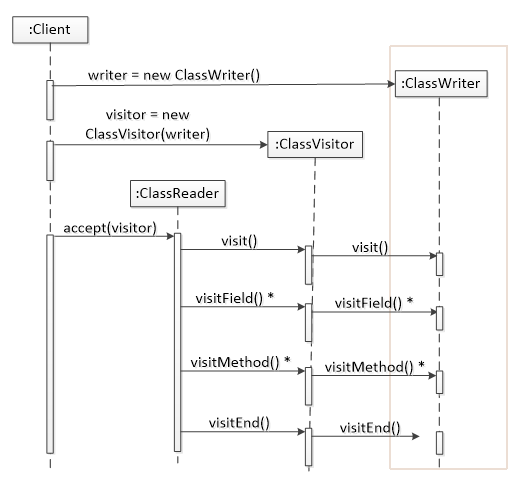 :Client
writer = new ClassWriter()
:ClassWriter
visitor = new
ClassVisitor(writer)
:ClassVisitor
:ClassReader
accept(visitor)
visit()
visit()
visitField() *
visitField() *
visitMethod() *
visitMethod() *
visitEnd()
visitEnd()